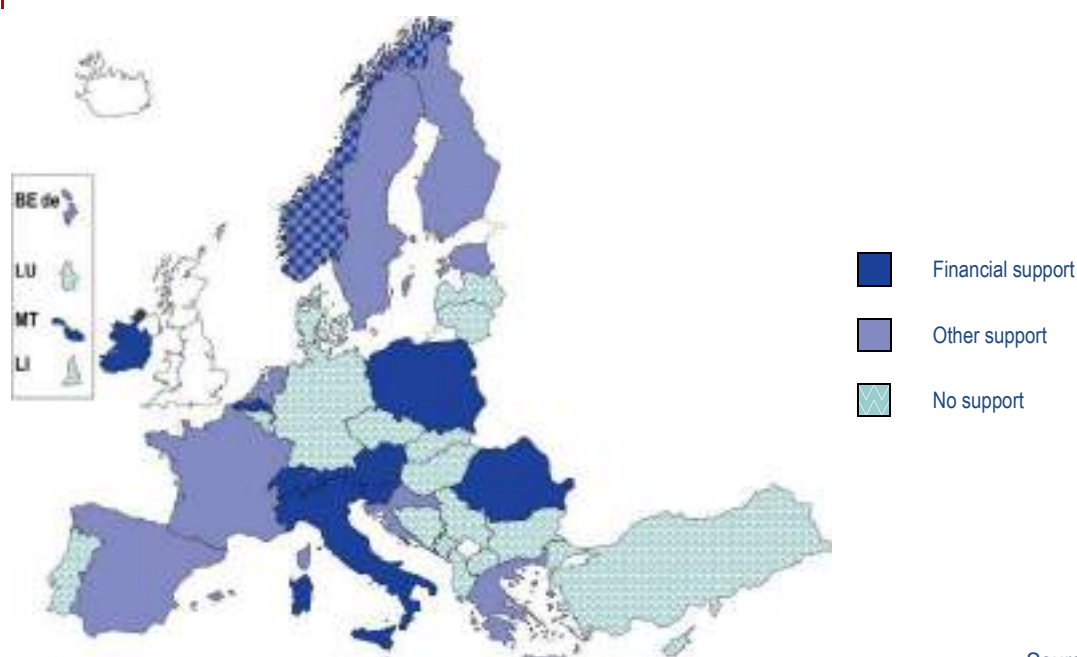 BE de
LU
MT
LI
Financial support
Other support
No support